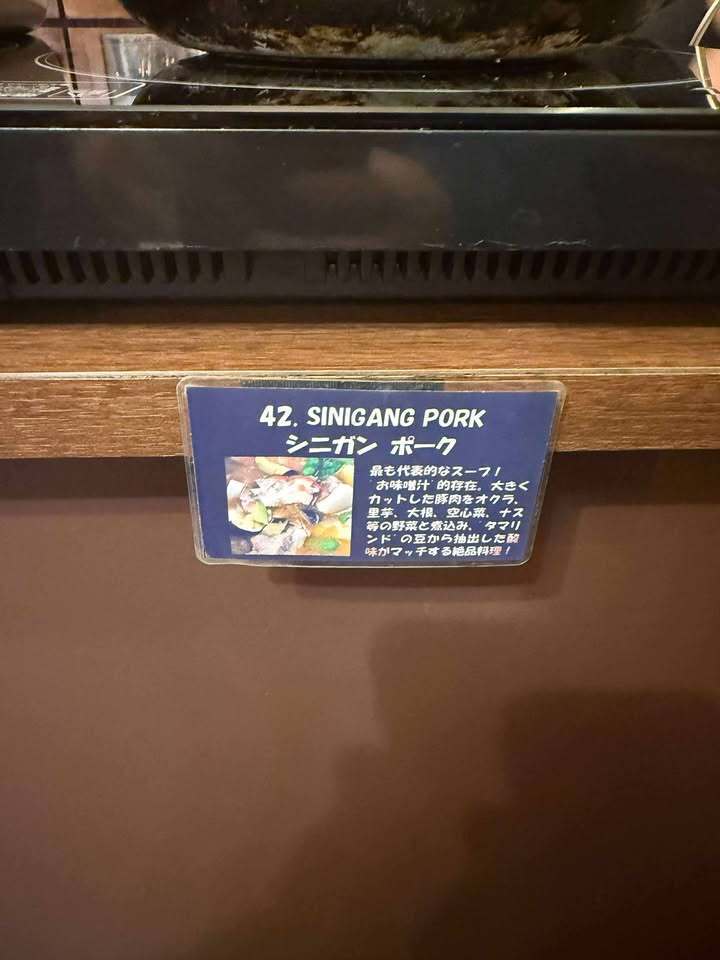 42. SINIGANG PORK
シニガン ポーク
最も代表的なスープ！
"お味噌汁"的存在。大きく
カットした豚肉をオクラ、
里芋、大根、空心菜、ナス
等の野菜と煮込み、"タマリ
ンド"の豆から抽出した酸
味がマッチする絶品料理！